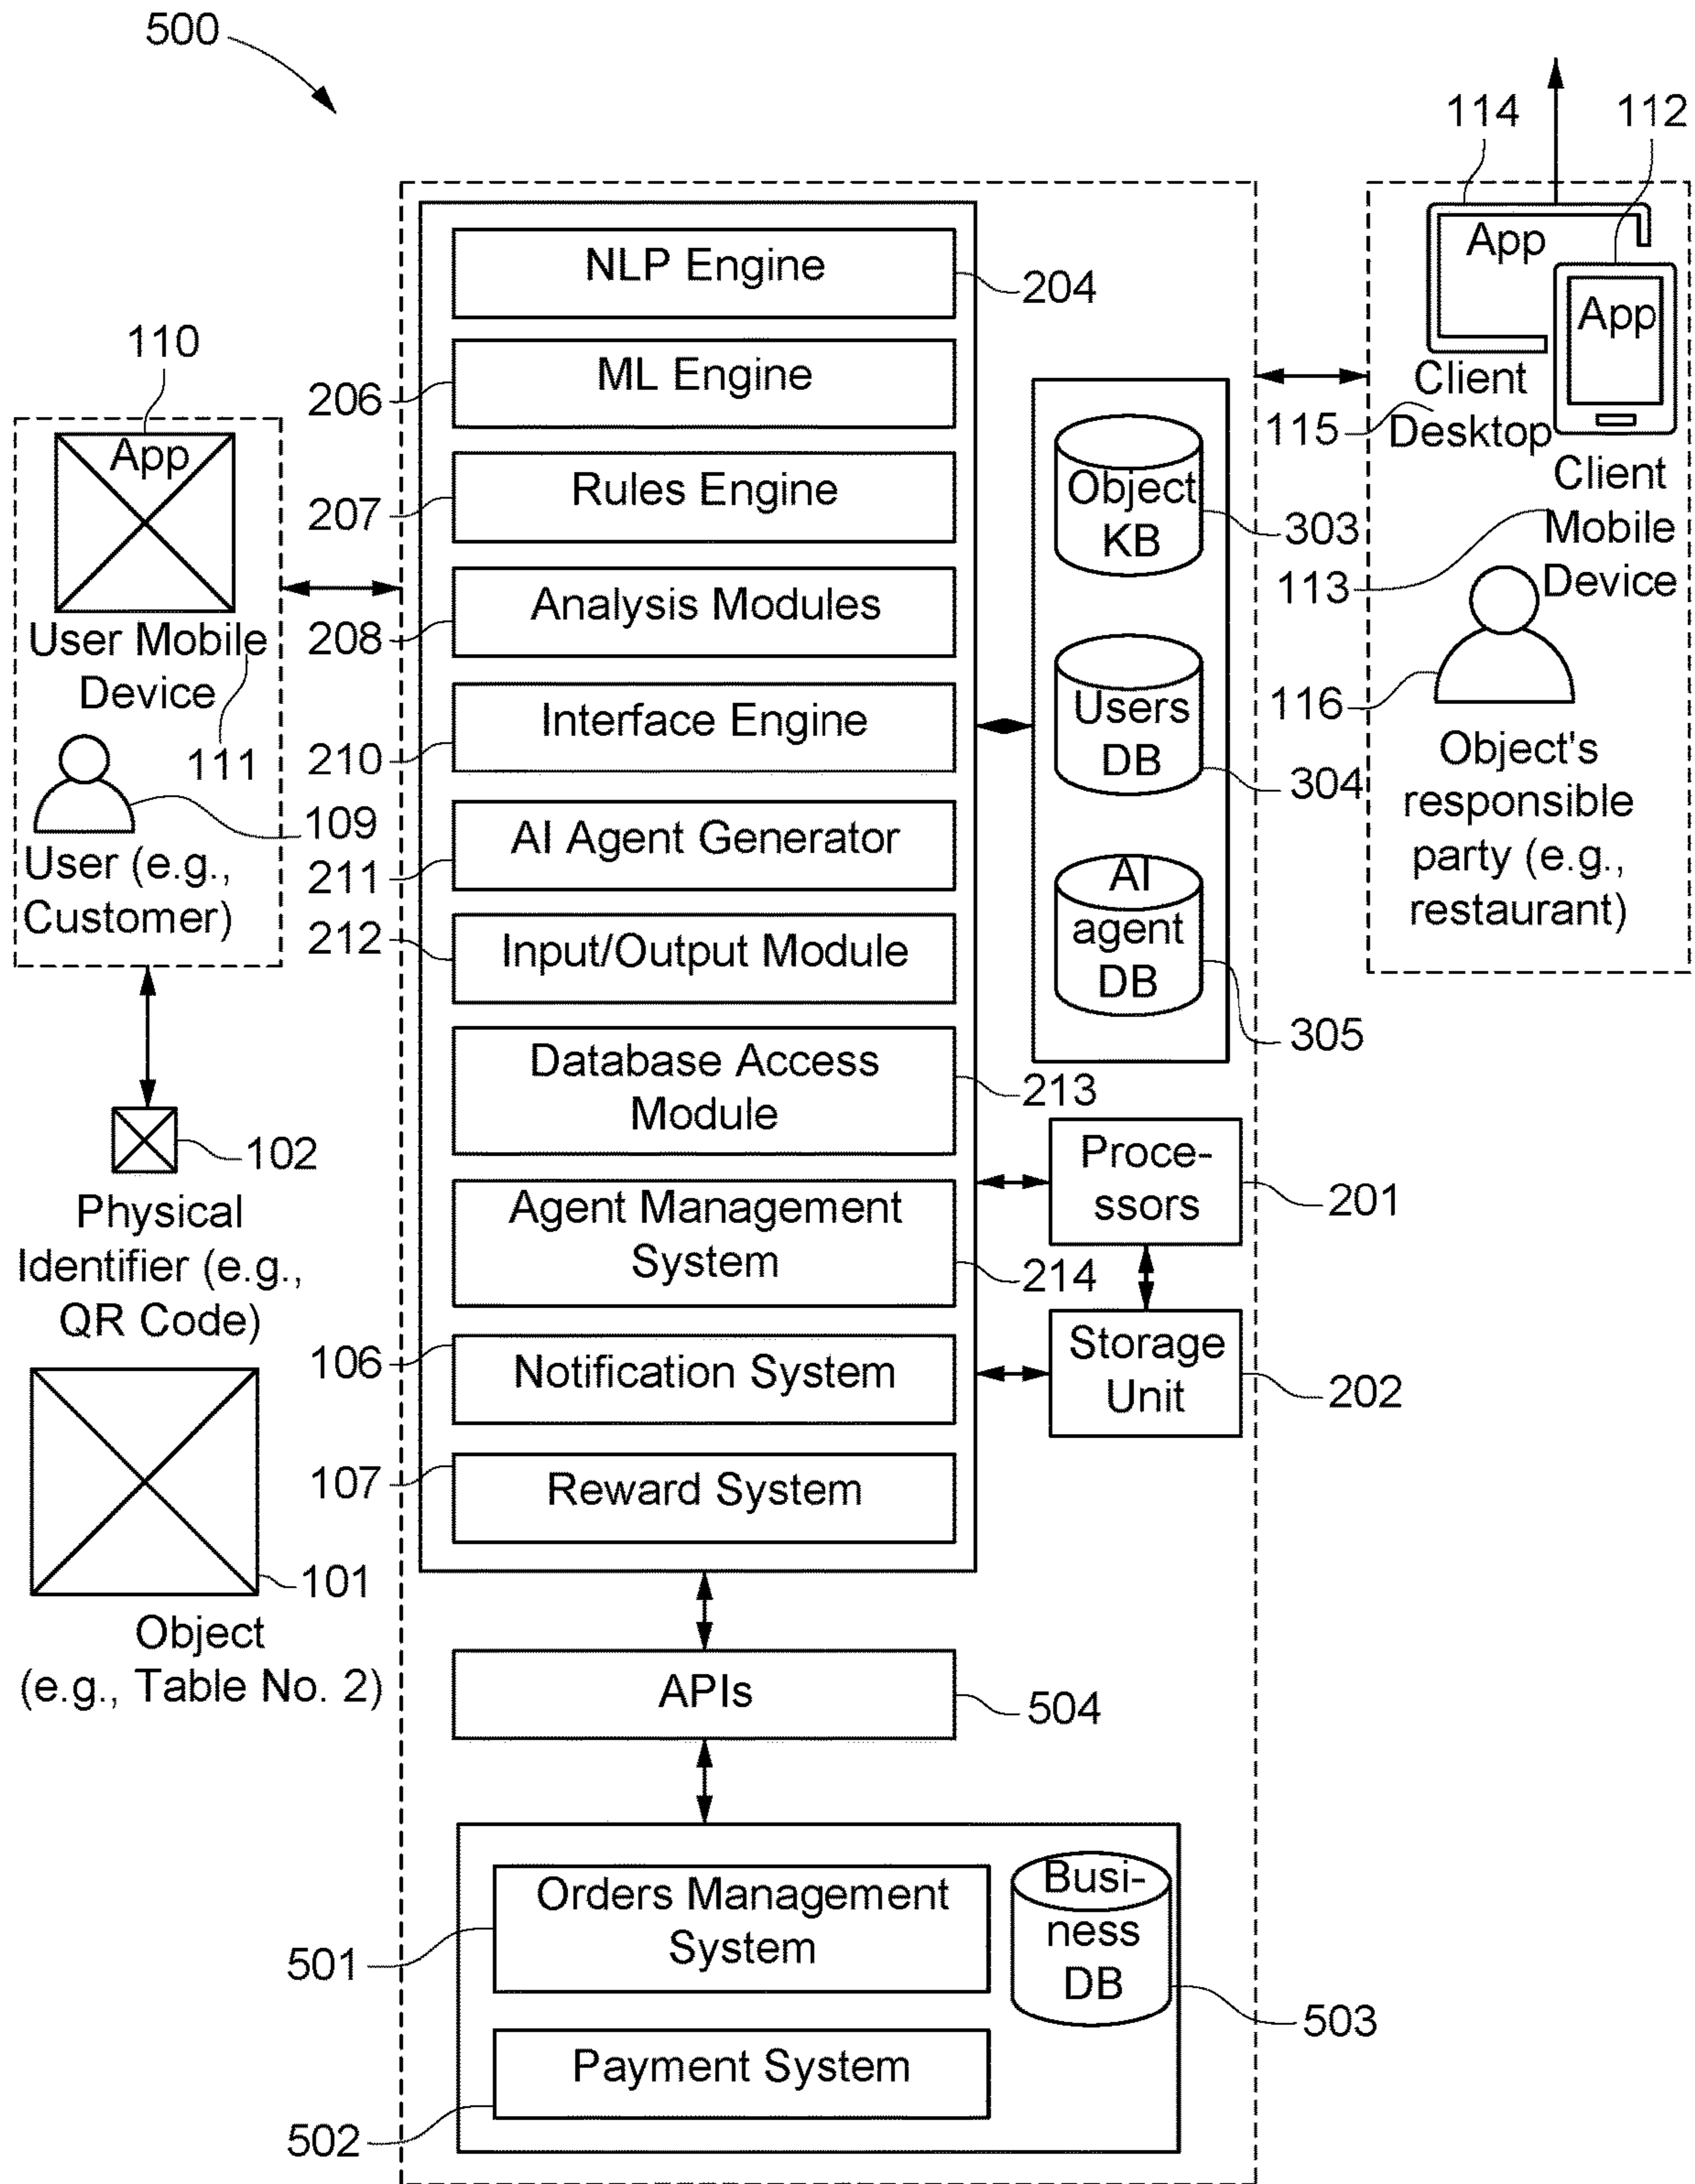 500
114
112
App
App
Client
Desktop
115
Client
Mobile
Device
113
116
Object's
responsible
party (e.g.,
restaurant)
110
App
User Mobile
Device
111
109
User (e.g.,
Customer)
102
Physical
Identifier (e.g.,
QR Code)
101
Object
(e.g., Table No. 2)
NLP Engine
204
ML Engine
206
Rules Engine
207
Analysis Modules
208
Interface Engine
210
AI Agent Generator
211
Input/Output Module
212
Database Access
Module
213
Agent Management
System
214
Notification System
106
Reward System
107
Object
KB
303
Users
DB
304
AI
agent
DB
305
Proce-
ssors
201
Storage
Unit
202
APIs
504
Orders Management
System
501
Payment System
502
Busi-
ness
DB
503